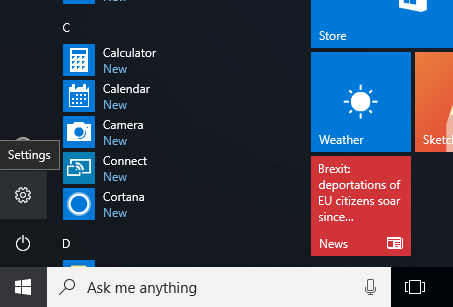 C
Calculator
New
Calendar
New
Camera
New
Settings
Connect
New
Cortana
New
D
Store
Weather
Sketch
Brexit:
deportations of
EU citizens soar
since...
News
Ask me anything